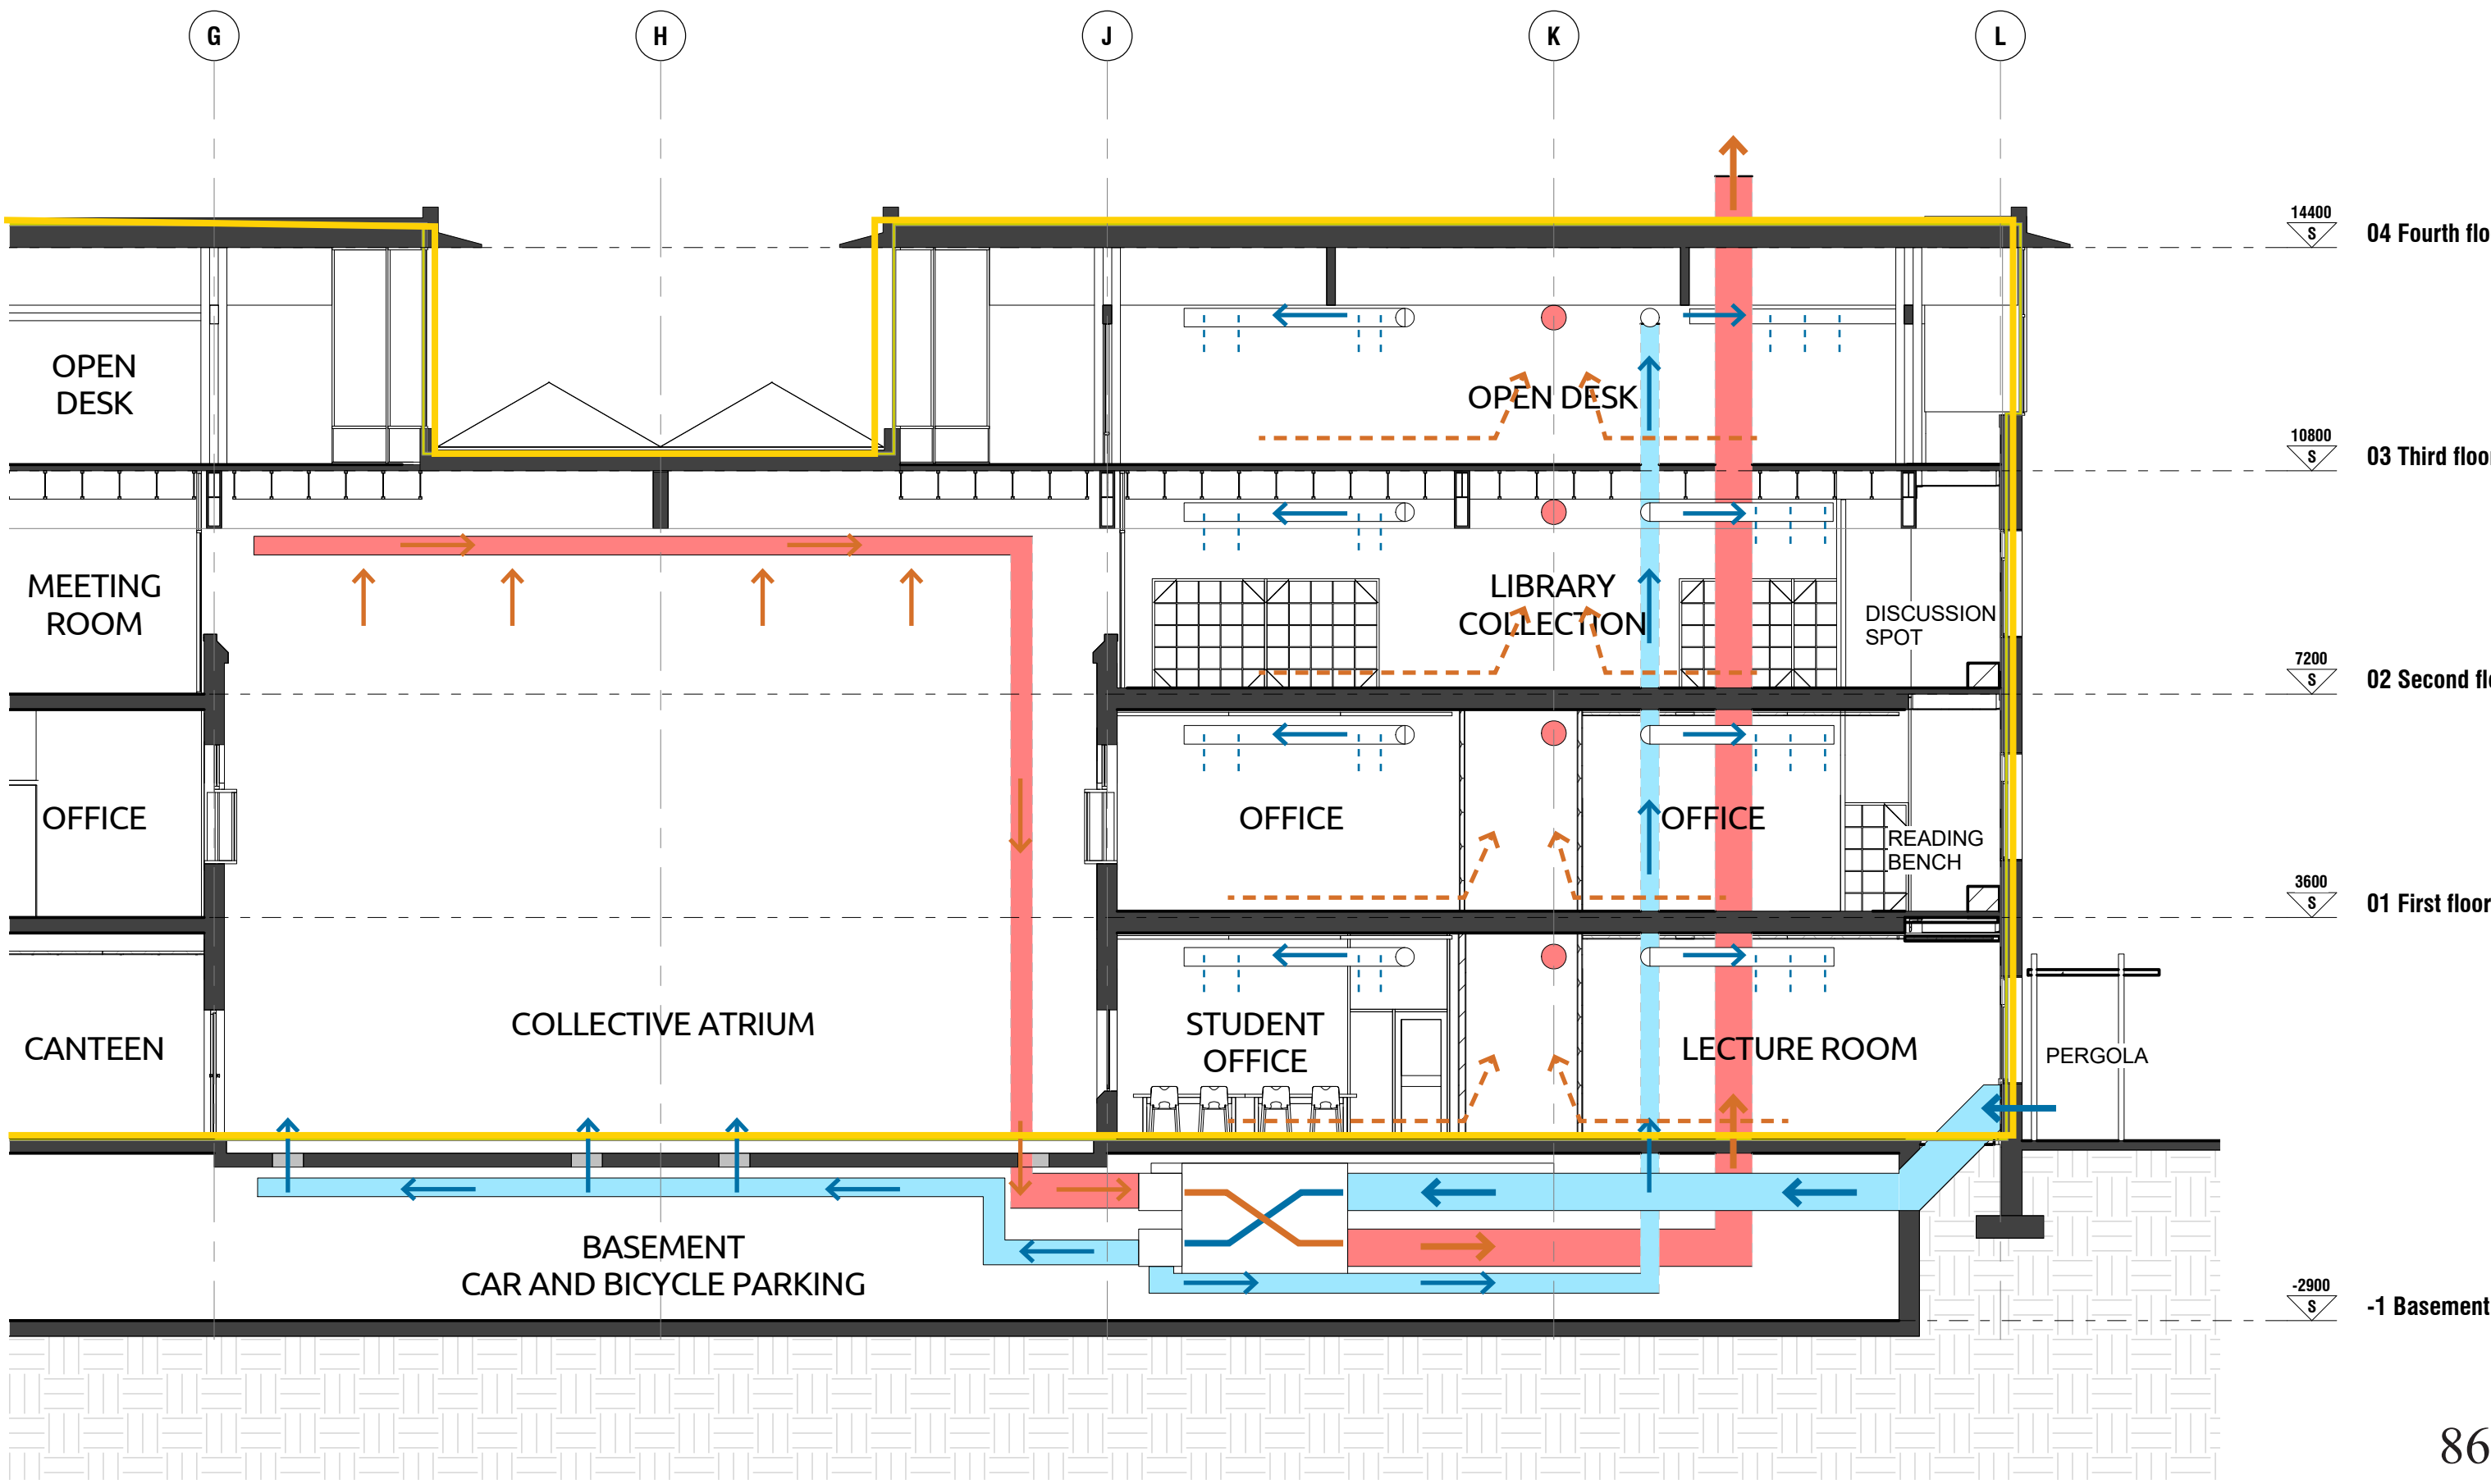 G
H
J
K
L
14400
S
04 Fourth flo
OPEN
DESK
OPEN DESK
10800
S
03 Third floor
MEETING
ROOM
LIBRARY
COLLECTION
DISCUSSION
SPOT
7200
S
02 Second flo
OFFICE
OFFICE
OFFICE
READING
BENCH
3600
S
01 First floor
CANTEEN
COLLECTIVE ATRIUM
STUDENT
OFFICE
LECTURE ROOM
PERGOLA
BASEMENT
CAR AND BICYCLE PARKING
-2900
S
-1 Basement
86